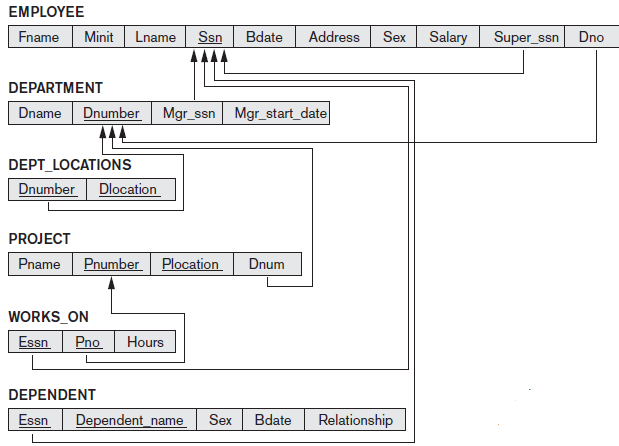 EMPLOYEE
Fname Minit Lname Ssn Bdate Address Sex Salary Super_ssn Dno
DEPARTMENT
Dname Dnumber Mgr_ssn Mgr_start_date
DEPT_LOCATIONS
Dnumber Dlocation
PROJECT
Pname Pnumber Plocation Dnum
WORKS_ON
Essn Pno Hours
DEPENDENT
Essn Dependent_name Sex Bdate Relationship